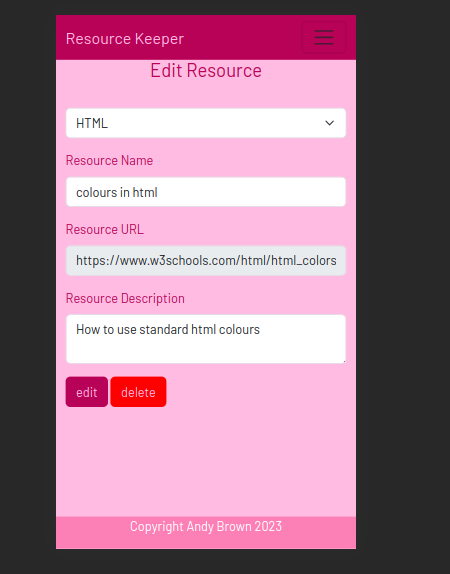 Resource Keeper
Edit Resource
HTML
Resource Name
colours in html
Resource URL
https://www.w3schools.com/html/html_colors
Resource Description
How to use standard html colours
edit delete
Copyright Andy Brown 2023